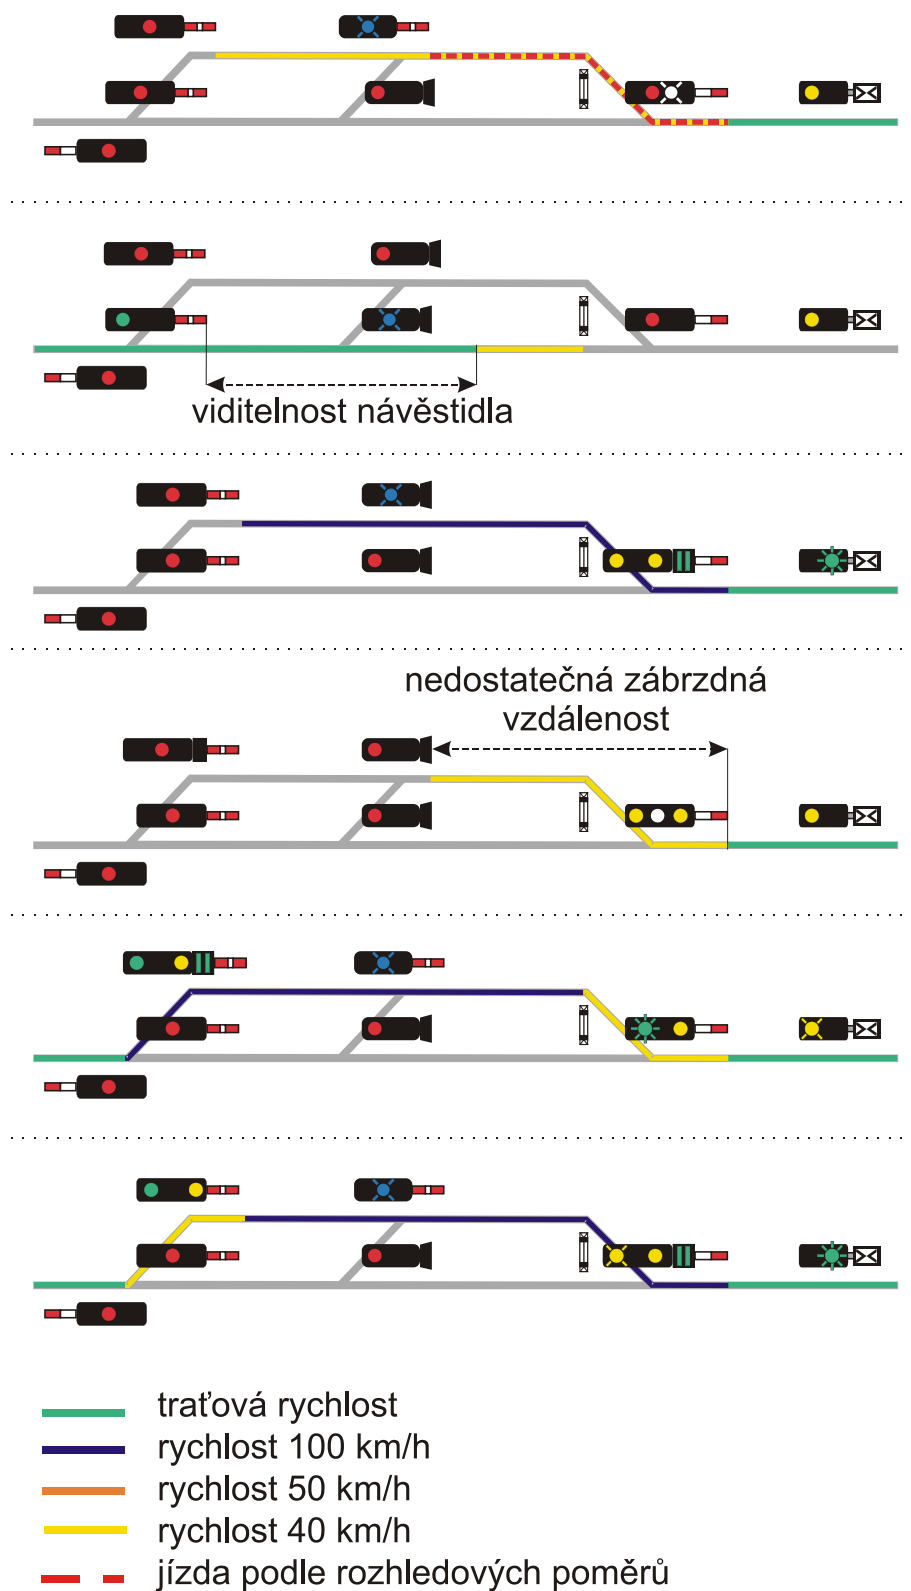 viditelnost návěstidla
nedostatečná zábrzdná
vzdálenost
traťová rychlost
rychlost 100 km/h
rychlost 50 km/h
rychlost 40 km/h
jízda podle rozhledových poměrů